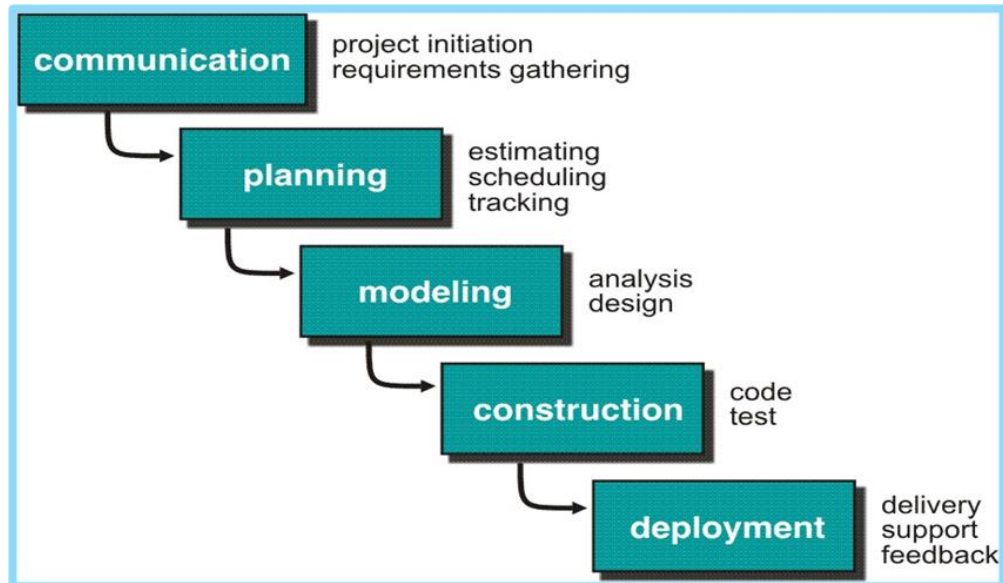 communication
project initiation
requirements gathering
planning
estimating
scheduling
tracking
modeling
analysis
design
construction
code
test
deployment
delivery
support
feedback